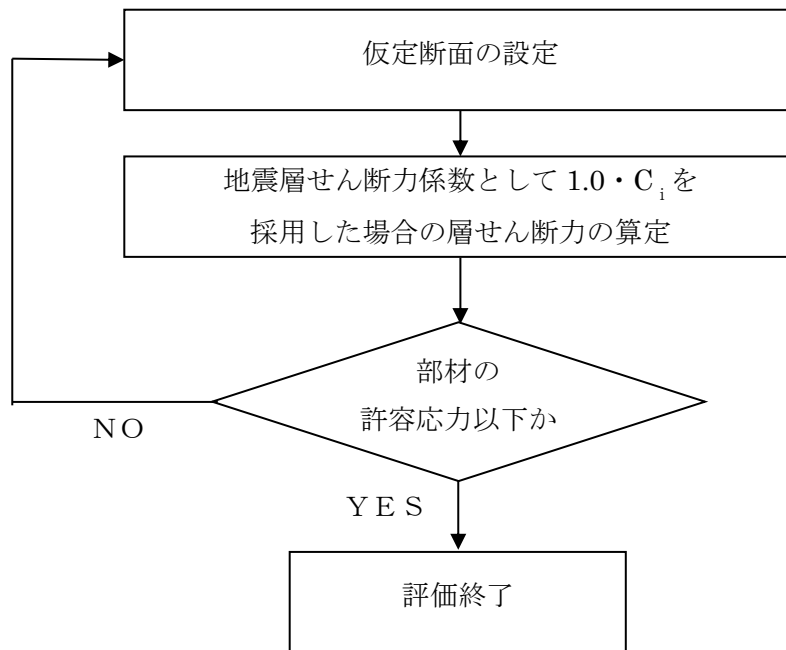 仮定断面の設定
地震層せん断力係数として 1.0・Ciを
採用した場合の層せん断力の算定
部材の
許容応力以下か
NO
YES
評価終了